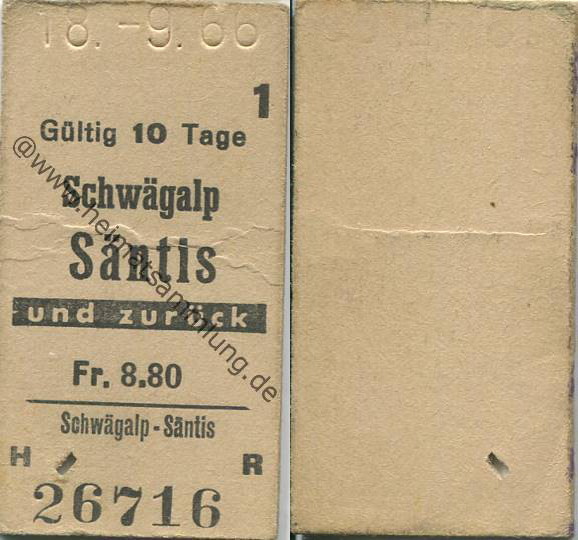 18. -9. 66
1
Gültig 10 Tage
Schwägalp
Säntis
und zurück
Fr. 8.80
Schwägalp - Säntis
H R
26716
@www.heimatsammlung.de